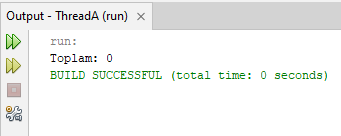 Output - ThreadA (run)
run:
Toplam: 0
BUILD SUCCESSFUL (total time: 0 seconds)